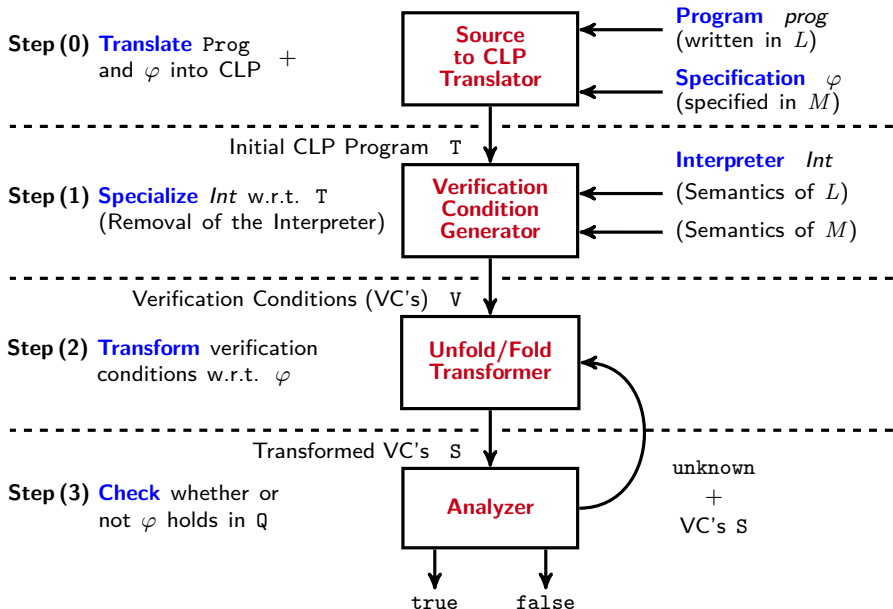 Step (0) Translate Prog
and φ into CLP +
Source
to CLP
Translator
Program prog
(written in L)
Specification φ
(specified in M)
Initial CLP Program T
Step (1) Specialize Int w.r.t. T
(Removal of the Interpreter)
Verification
Condition
Generator
Interpreter Int
(Semantics of L)
(Semantics of M)
Verification Conditions (VC's) V
Step (2) Transform verification
conditions w.r.t. φ
Unfold/Fold
Transformer
Transformed VC's S
Step (3) Check whether or
not φ holds in Q
Analyzer
unknown
+
VC's S
true
false